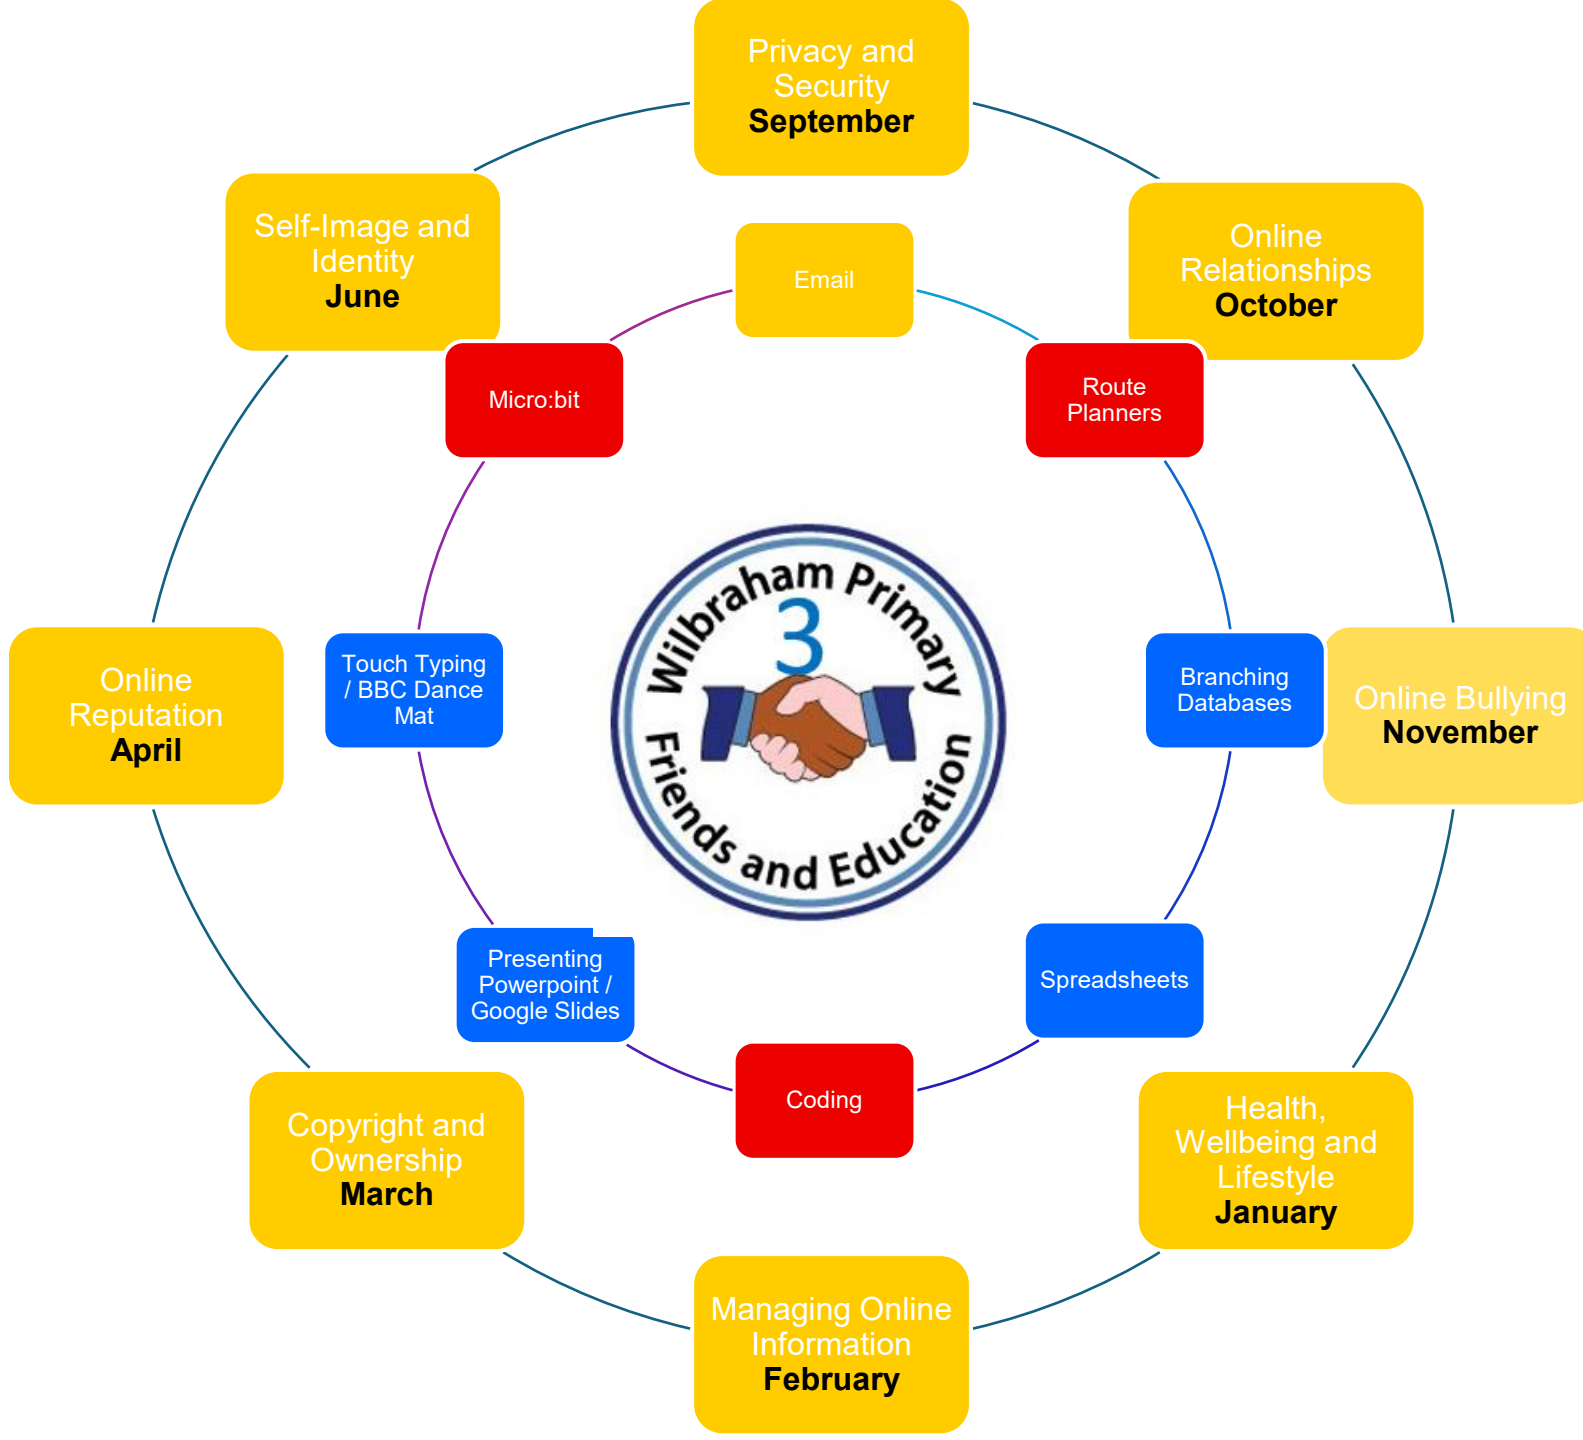 Privacy and
Security
September
Online
Relationships
October
Online Bullying
November
Health,
Wellbeing and
Lifestyle
January
Managing Online
Information
February
Copyright and
Ownership
March
Online
Reputation
April
Self-Image and
Identity
June
Email
Route
Planners
Branching
Databases
Spreadsheets
Coding
Presenting
Powerpoint /
Google Slides
Touch Typing
/ BBC Dance
Mat
Micro:bit
Wilbraham Primary
3
Friends and Education